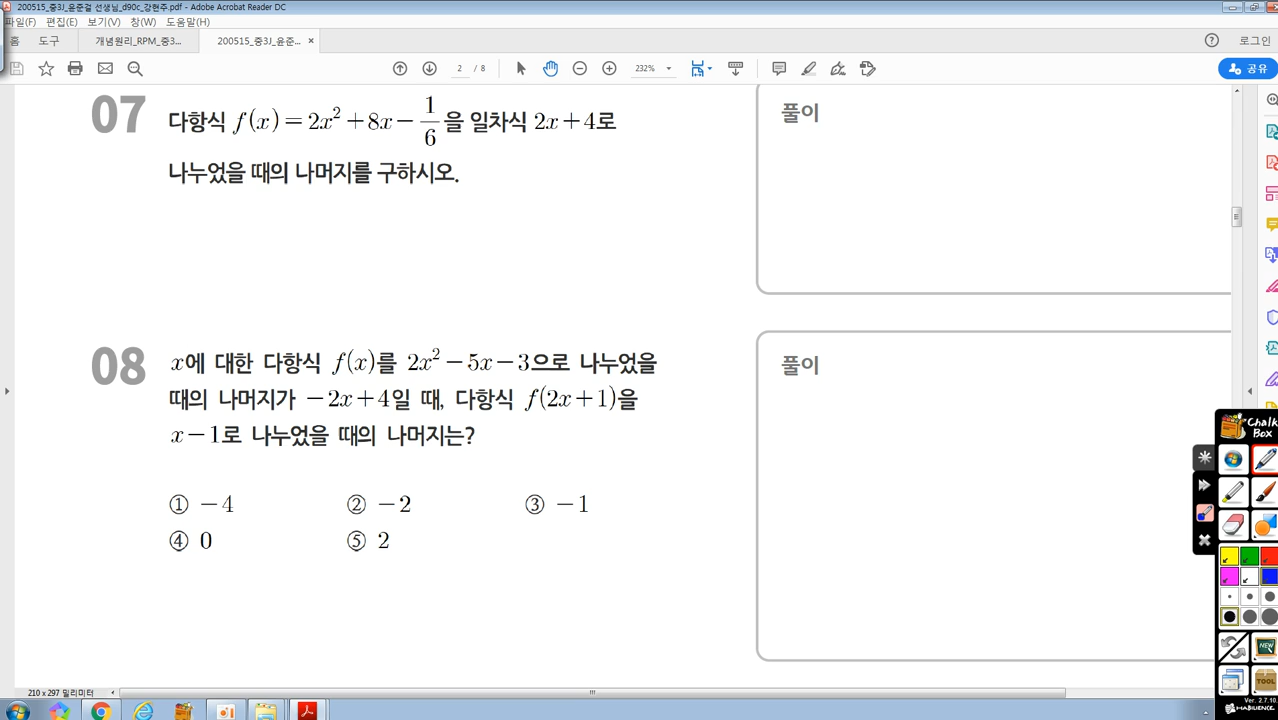 200515_중3J_윤준걸 선생님_d90c_강현주.pdf - Adobe Acrobat Reader DC
파일(F) 편집(E) 보기(V) 창(W) 도움말(H)
홈 도구 개념원리_RPM_중3... 200515_중3J_윤준... × 로그인
2 / 8 232% 공유
07 다항식 f(x) = 2x² + 8x − 1/6 을 일차식 2x + 4로
나누었을 때의 나머지를 구하시오.
풀이
08 x에 대한 다항식 f(x)를 2x² − 5x − 3으로 나누었을
때의 나머지가 −2x + 4일 때, 다항식 f(2x + 1)을
x − 1로 나누었을 때의 나머지는?
① −4 ② −2 ③ −1
④ 0 ⑤ 2
풀이
Chalk
Box
NEW
TOOL
Ver. 2.7.10
HABILIENCE
210 x 297 밀리미터